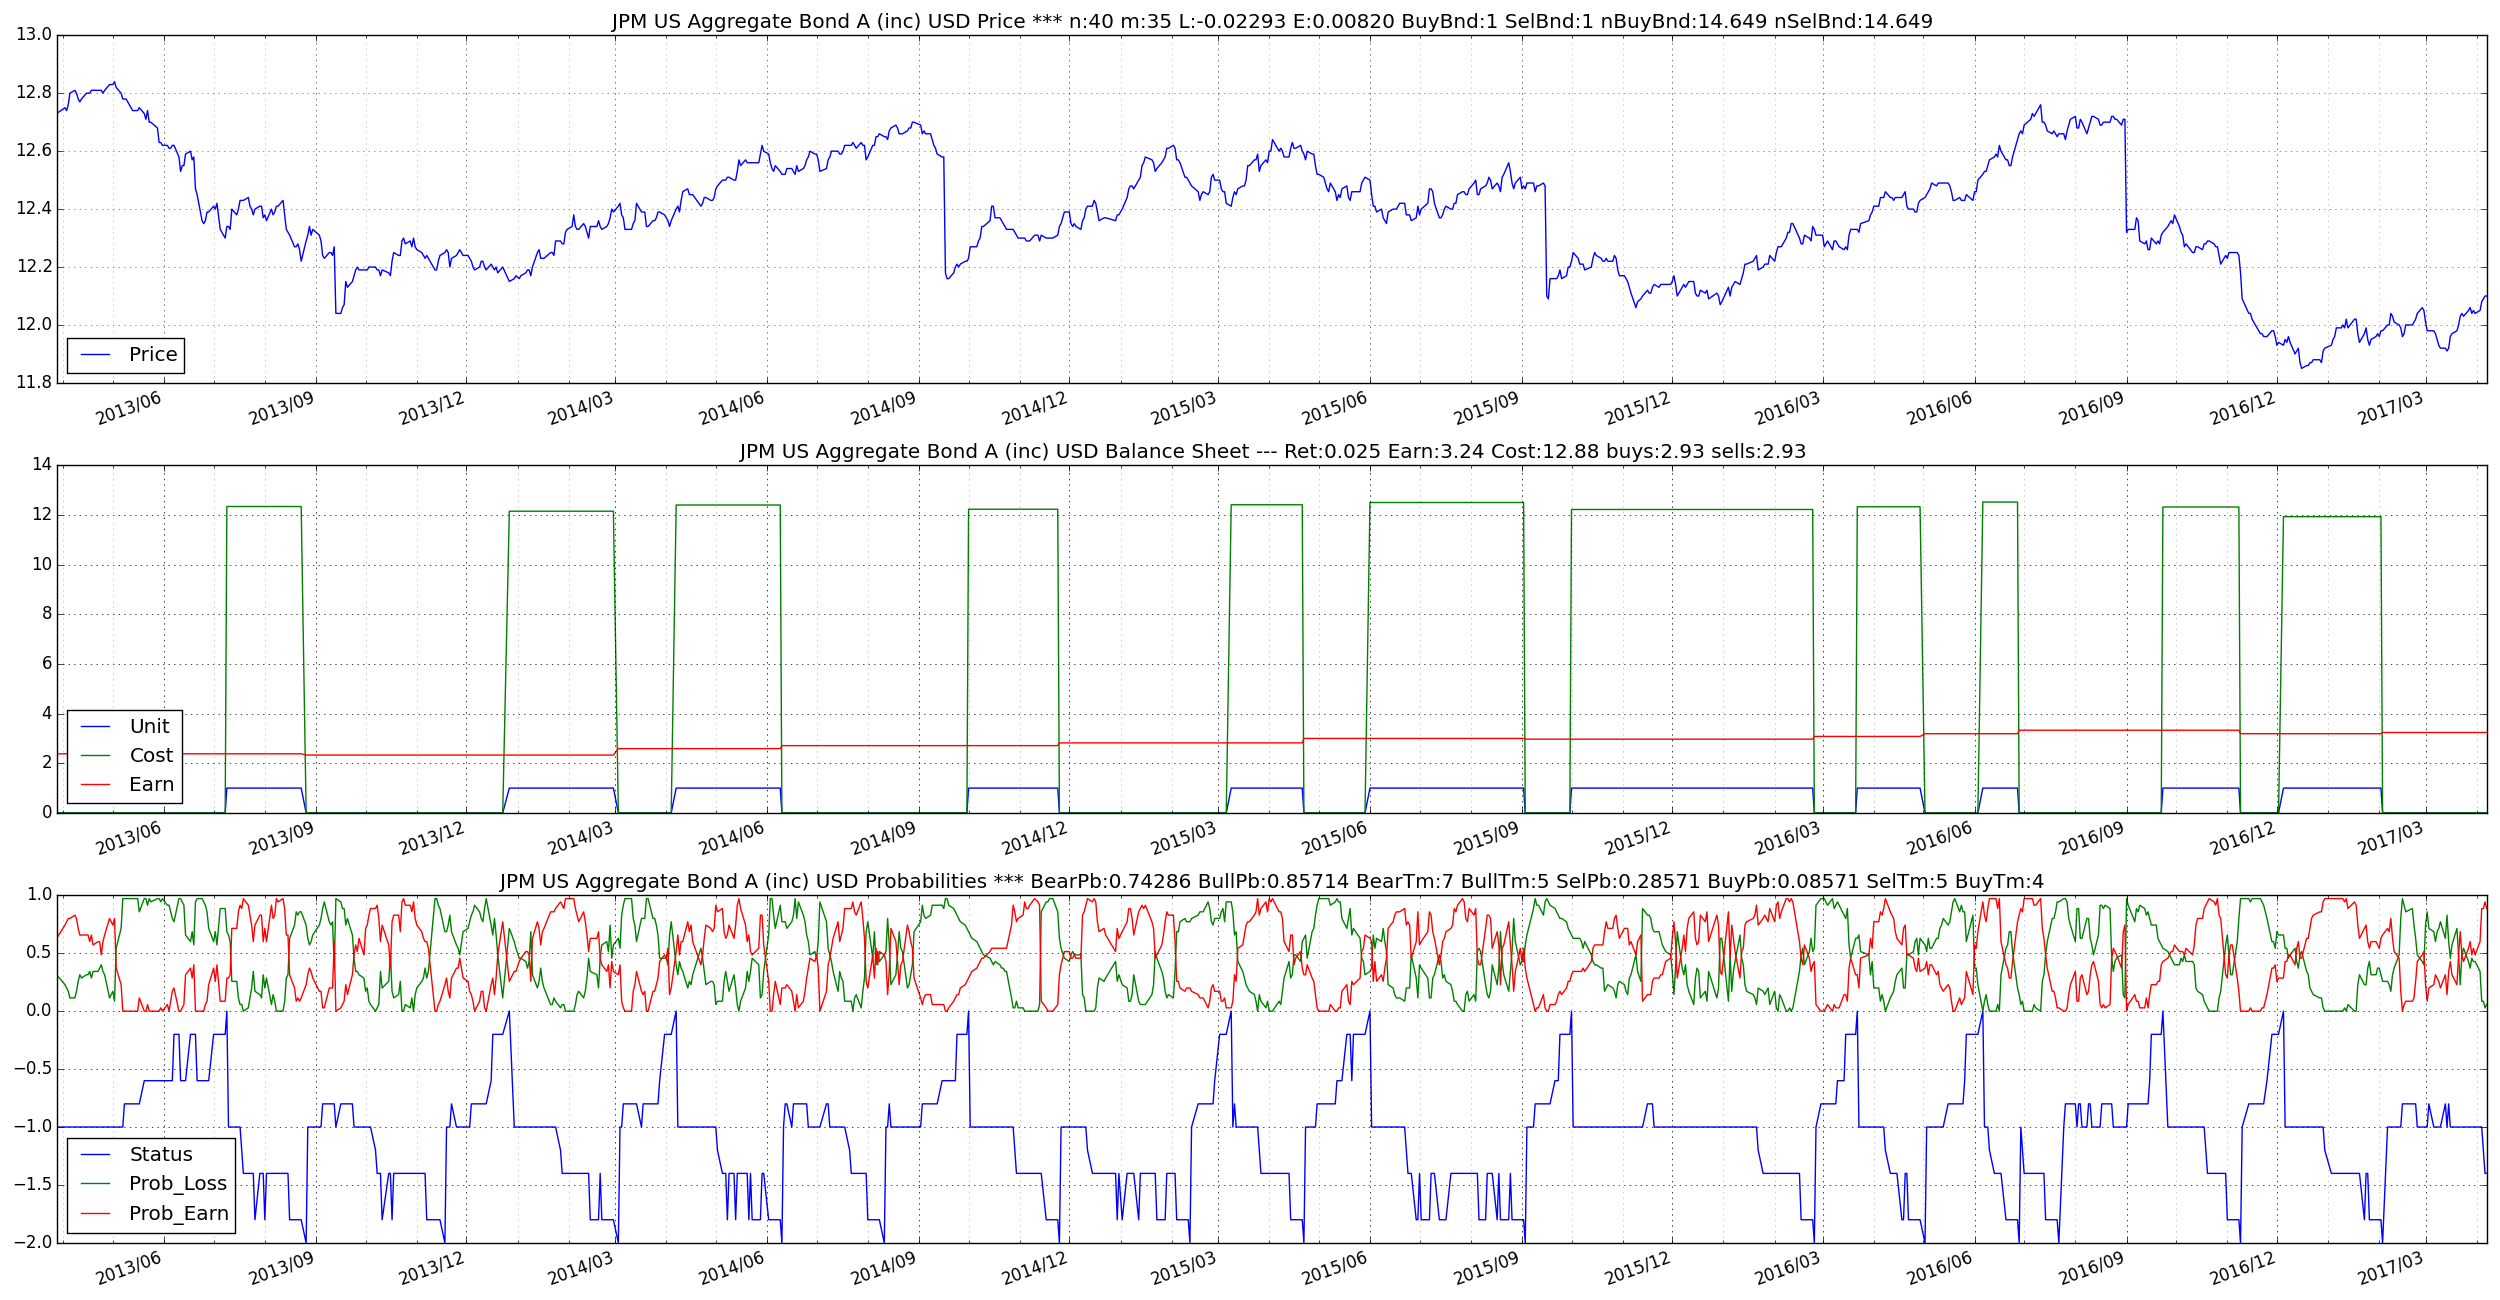 JPM US Aggregate Bond A (inc) USD Price *** n:40 m:35 L:-0.02293 E:0.00820 BuyBnd:1 SelBnd:1 nBuyBnd:14.649 nSelBnd:14.649
13.0
12.8
12.6
12.4
12.2
12.0
11.8
Price
2013/06 2013/09 2013/12 2014/03 2014/06 2014/09 2014/12 2015/03 2015/06 2015/09 2015/12 2016/03 2016/06 2016/09 2016/12 2017/03
JPM US Aggregate Bond A (inc) USD Balance Sheet --- Ret:0.025 Earn:3.24 Cost:12.88 buys:2.93 sells:2.93
14
12
10
8
6
4
2
0
Unit
Cost
Earn
2013/06 2013/09 2013/12 2014/03 2014/06 2014/09 2014/12 2015/03 2015/06 2015/09 2015/12 2016/03 2016/06 2016/09 2016/12 2017/03
JPM US Aggregate Bond A (inc) USD Probabilities *** BearPb:0.74286 BullPb:0.85714 BearTm:7 BullTm:5 SelPb:0.28571 BuyPb:0.08571 SelTm:5 BuyTm:4
1.0
0.5
0.0
−0.5
−1.0
−1.5
−2.0
Status
Prob_Loss
Prob_Earn
2013/06 2013/09 2013/12 2014/03 2014/06 2014/09 2014/12 2015/03 2015/06 2015/09 2015/12 2016/03 2016/06 2016/09 2016/12 2017/03